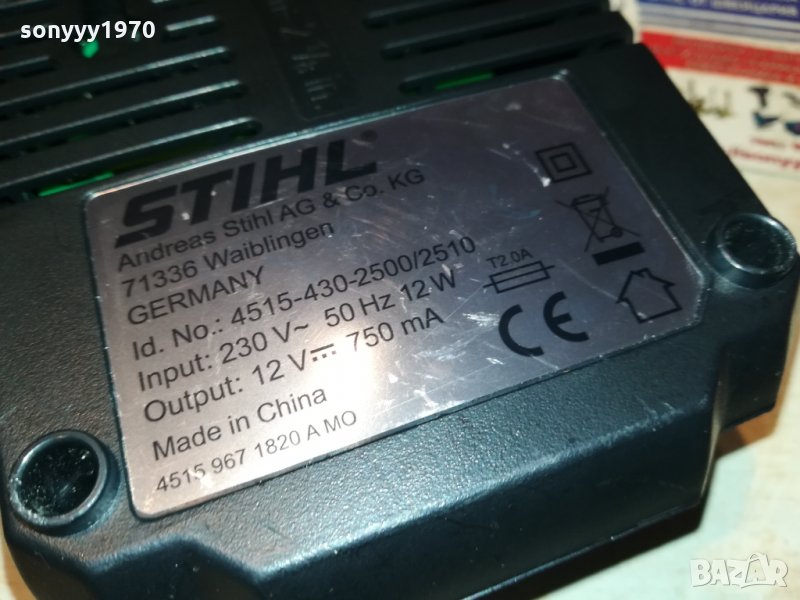 sonyyy1970
STIHL®
Andreas Stihl AG & Co. KG
71336 Waiblingen
GERMANY
Id. No.: 4515-430-2500/2510
Input: 230 V~ 50 Hz 12 W
Output: 12 V⎓ 750 mA
Made in China
4515 967 1820 A MO
T2.0A
CE
BAZAR